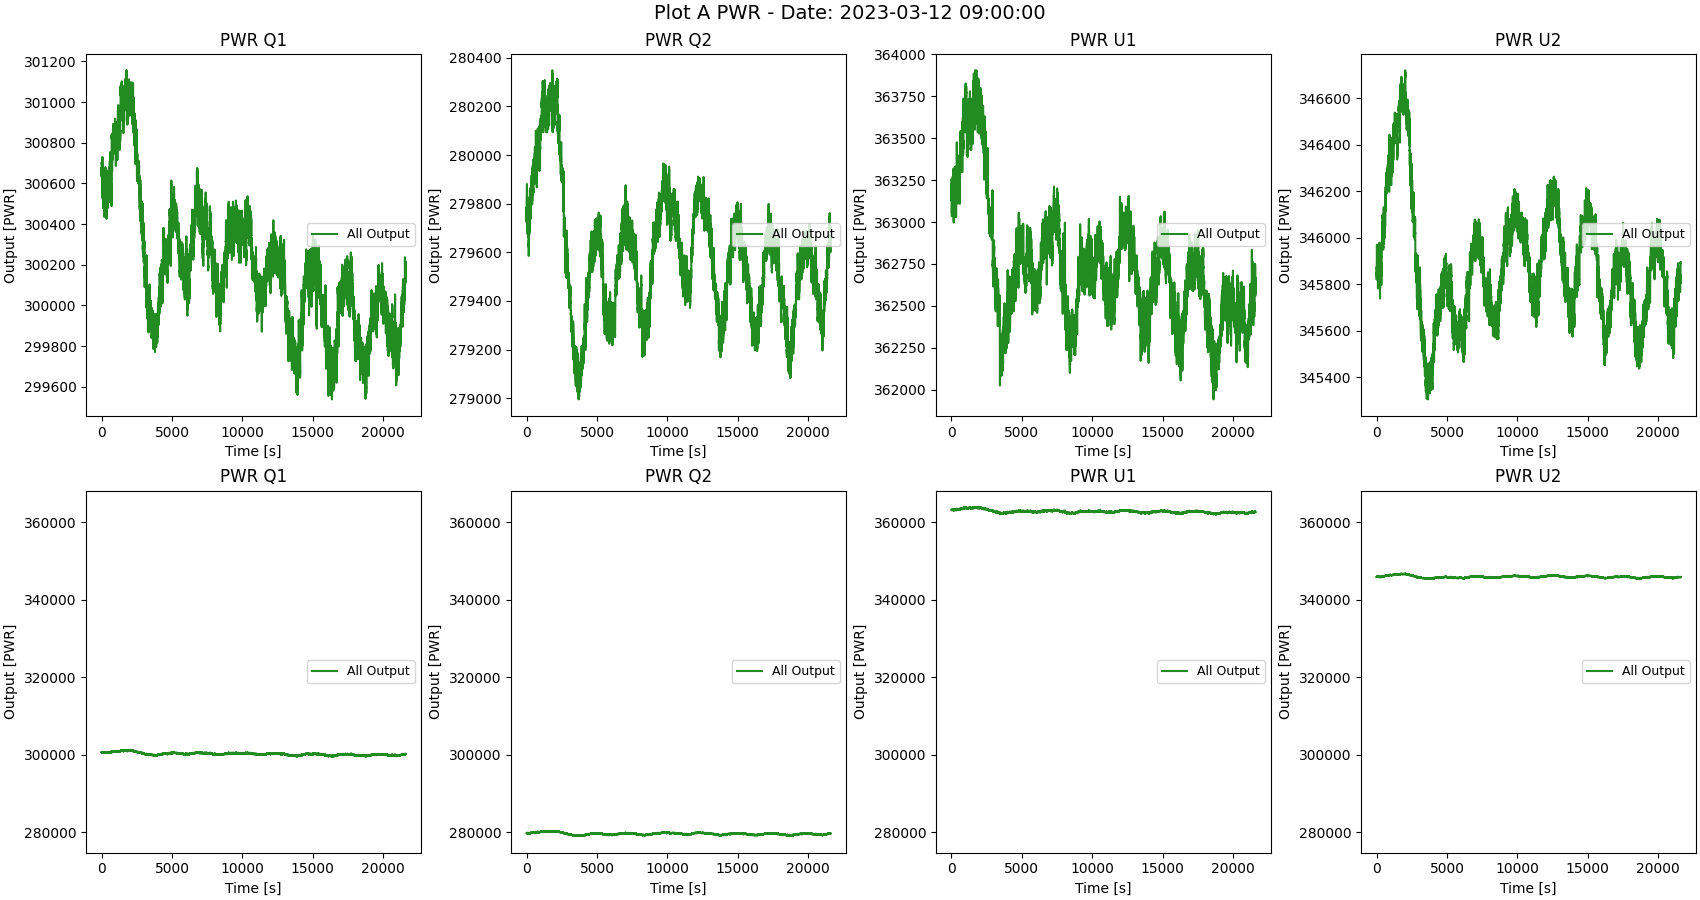 Plot A PWR - Date: 2023-03-12 09:00:00
PWR Q1
Output [PWR]
301200
301000
300800
300600
300400
300200
300000
299800
299600
0 5000 10000 15000 20000
Time [s]
All Output
PWR Q2
Output [PWR]
280400
280200
280000
279800
279600
279400
279200
279000
0 5000 10000 15000 20000
Time [s]
All Output
PWR U1
Output [PWR]
364000
363750
363500
363250
363000
362750
362500
362250
362000
0 5000 10000 15000 20000
Time [s]
All Output
PWR U2
Output [PWR]
346600
346400
346200
346000
345800
345600
345400
0 5000 10000 15000 20000
Time [s]
All Output
PWR Q1
Output [PWR]
360000
340000
320000
300000
280000
0 5000 10000 15000 20000
Time [s]
All Output
PWR Q2
Output [PWR]
360000
340000
320000
300000
280000
0 5000 10000 15000 20000
Time [s]
All Output
PWR U1
Output [PWR]
360000
340000
320000
300000
280000
0 5000 10000 15000 20000
Time [s]
All Output
PWR U2
Output [PWR]
360000
340000
320000
300000
280000
0 5000 10000 15000 20000
Time [s]
All Output